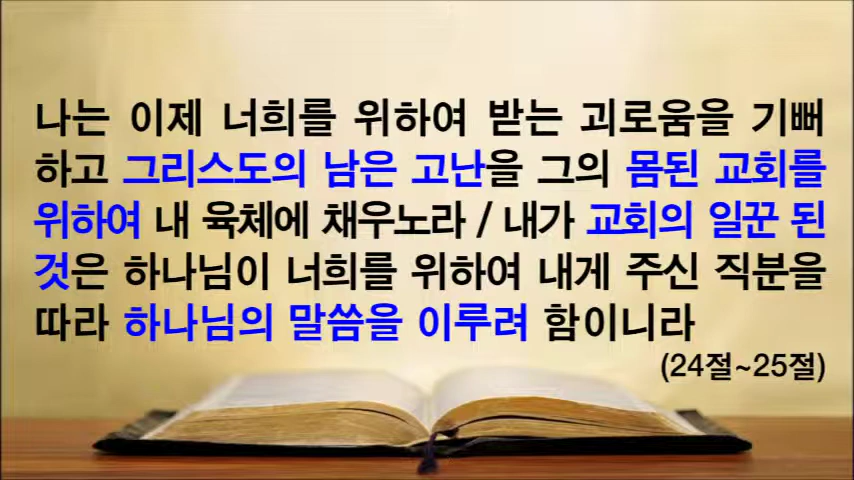 나는 이제 너희를 위하여 받는 괴로움을 기뻐
하고 그리스도의 남은 고난을 그의 몸된 교회를
위하여 내 육체에 채우노라 / 내가 교회의 일꾼 된
것은 하나님이 너희를 위하여 내게 주신 직분을
따라 하나님의 말씀을 이루려 함이니라
(24절~25절)